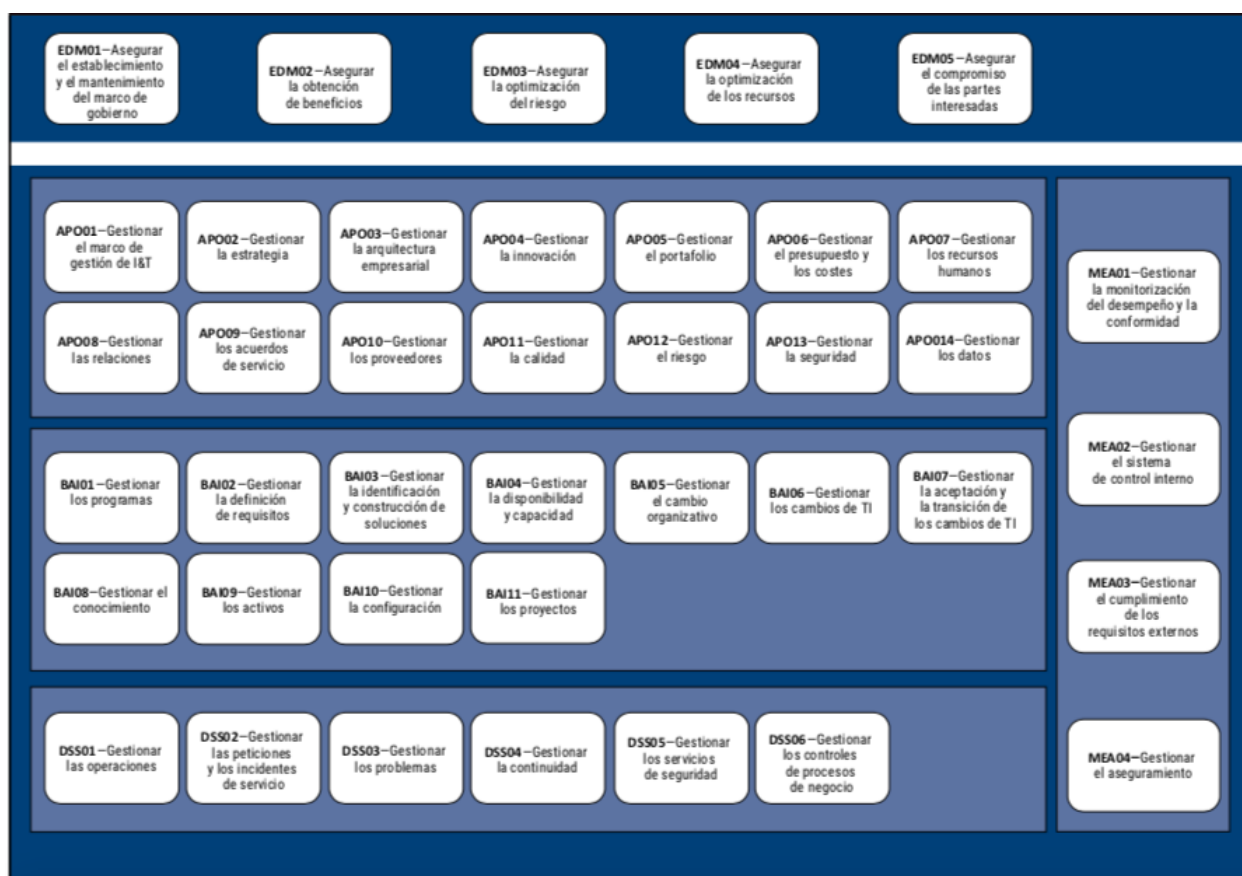 EDM01—Asegurar
el establecimiento
y el mantenimiento
del marco de
gobierno
EDM02—Asegurar
la obtención
de beneficios
EDM03—Asegurar
la optimización
del riesgo
EDM04—Asegurar
la optimización
de los recursos
EDM05—Asegurar
el compromiso
de las partes
interesadas
APO01—Gestionar
el marco de
gestión de I&T
APO02—Gestionar
la estrategia
APO03—Gestionar
la arquitectura
empresarial
APO04—Gestionar
la innovación
APO05—Gestionar
el portafolio
APO06—Gestionar
el presupuesto y
los costes
APO07—Gestionar
los recursos
humanos
APO08—Gestionar
las relaciones
APO09—Gestionar
los acuerdos
de servicio
APO10—Gestionar
los proveedores
APO11—Gestionar
la calidad
APO12—Gestionar
el riesgo
APO13—Gestionar
la seguridad
APO014—Gestionar
los datos
BAI01—Gestionar
los programas
BAI02—Gestionar
la definición
de requisitos
BAI03—Gestionar
la identificación
y construcción de
soluciones
BAI04—Gestionar
la disponibilidad
y capacidad
BAI05—Gestionar
el cambio
organizativo
BAI06—Gestionar
los cambios de TI
BAI07—Gestionar
la aceptación y
la transición de
los cambios de TI
BAI08—Gestionar el
conocimiento
BAI09—Gestionar
los activos
BAI10—Gestionar
la configuración
BAI11—Gestionar
los proyectos
DSS01—Gestionar
las operaciones
DSS02—Gestionar
las peticiones
y los incidentes
de servicio
DSS03—Gestionar
los problemas
DSS04—Gestionar
la continuidad
DSS05—Gestionar
los servicios
de seguridad
DSS06—Gestionar
los controles
de procesos
de negocio
MEA01—Gestionar
la monitorización
del desempeño y la
conformidad
MEA02—Gestionar
el sistema
de control interno
MEA03—Gestionar
el cumplimiento
de los
requisitos externos
MEA04—Gestionar
el aseguramiento